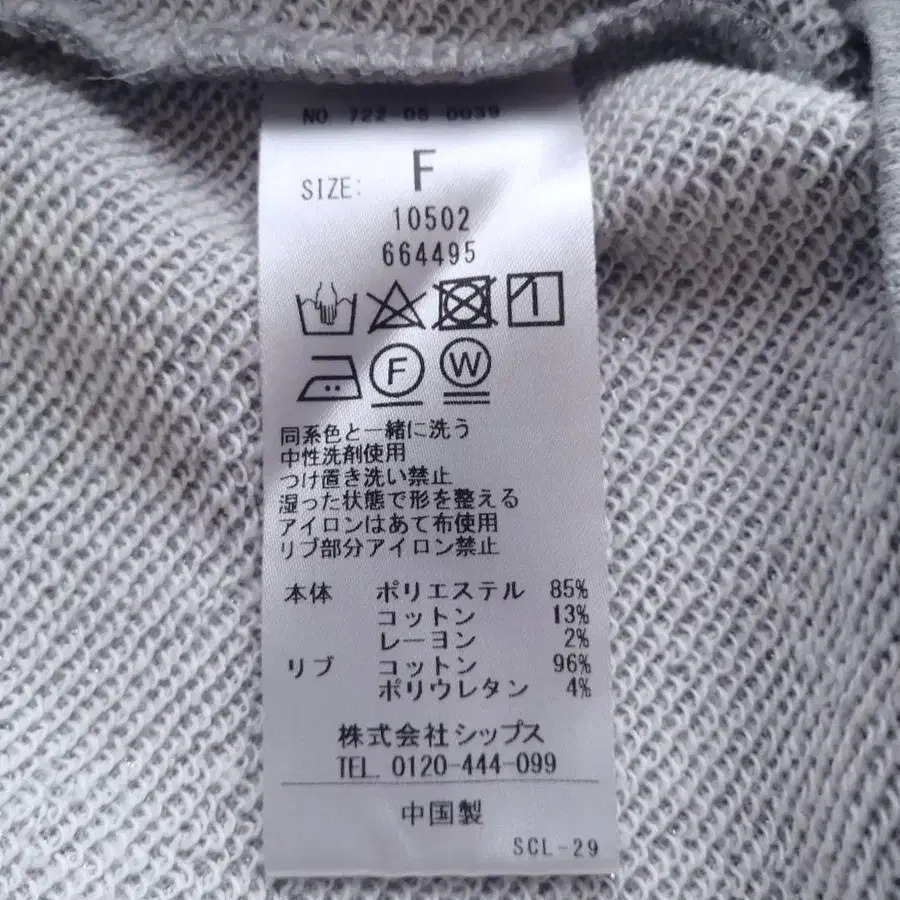 NO 722-05-0039
SIZE: F
10502
664495
F W
同系色と一緒に洗う
中性洗剤使用
つけ置き洗い禁止
湿った状態で形を整える
アイロンはあて布使用
リブ部分アイロン禁止
本体 ポリエステル 85%
コットン 13%
レーヨン 2%
リブ コットン 96%
ポリウレタン 4%
株式会社シップス
TEL. 0120-444-099
中国製
SCL-29